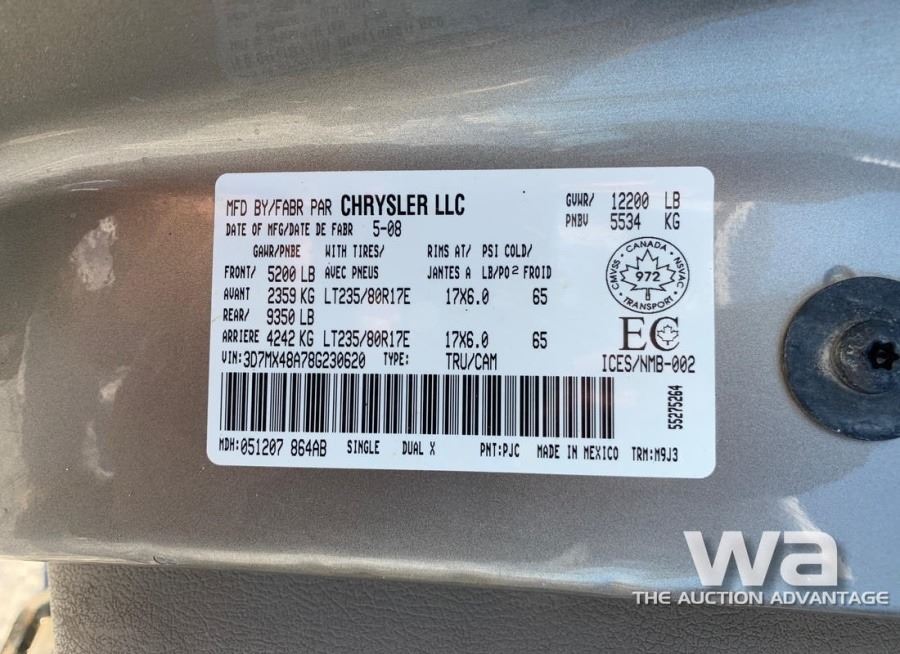 MFD BY/FABR PAR CHRYSLER LLC
DATE OF MFG/DATE DE FABR 5-08
GVWR/ 12200 LB
PNBV 5534 KG
GAWR/PNBE WITH TIRES/ RIMS AT/ PSI COLD/
FRONT/ 5200 LB AVEC PNEUS JANTES A LB/PO² FROID
AVANT 2359 KG LT235/80R17E 17X6.0 65
REAR/ 9350 LB
ARRIERE 4242 KG LT235/80R17E 17X6.0 65
VIN:3D7MX48A78G230620 TYPE: TRU/CAM
CANADA
CMVSS NSVAC
972
TRANSPORT
EC
ICES/NMB-002
55275264
MDH:051207 864AB SINGLE DUAL X PNT:PJC MADE IN MEXICO TRM:M9J3
wa
THE AUCTION ADVANTAGE